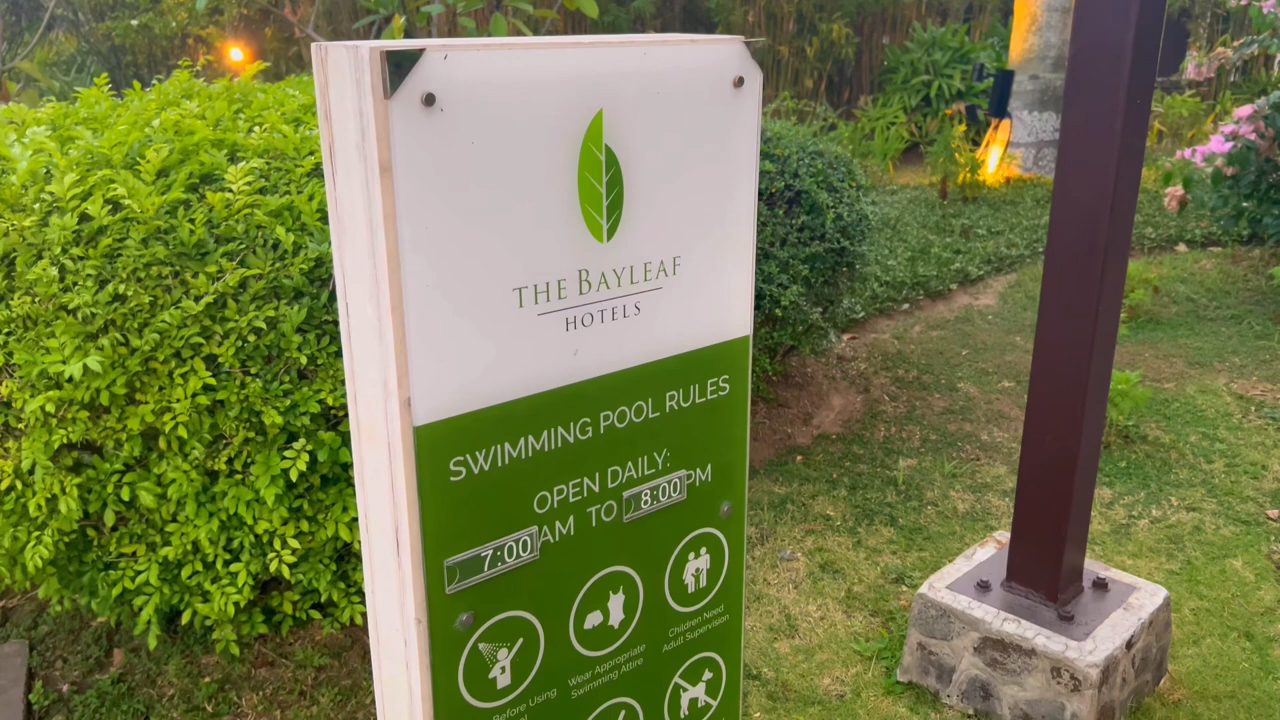 THE BAYLEAF
HOTELS
SWIMMING POOL RULES
OPEN DAILY:
7:00 AM TO 8:00 PM
Before Using
Wear Appropriate
Swimming Attire
Children Need
Adult Supervision